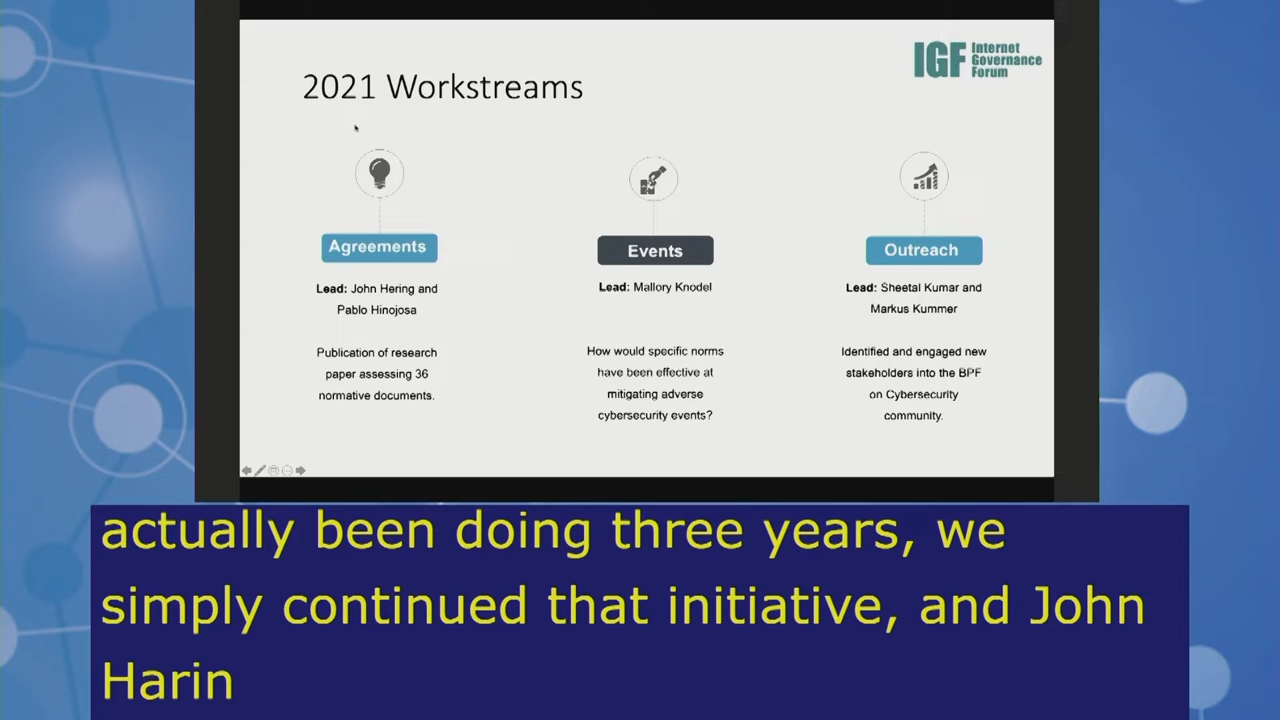 IGF Internet
Governance
Forum
2021 Workstreams
Agreements
Lead: John Hering and
Pablo Hinojosa
Publication of research
paper assessing 36
normative documents.
Events
Lead: Mallory Knodel
How would specific norms
have been effective at
mitigating adverse
cybersecurity events?
Outreach
Lead: Sheetal Kumar and
Markus Kummer
Identified and engaged new
stakeholders into the BPF
on Cybersecurity
community.
actually been doing three years, we
simply continued that initiative, and John
Harin